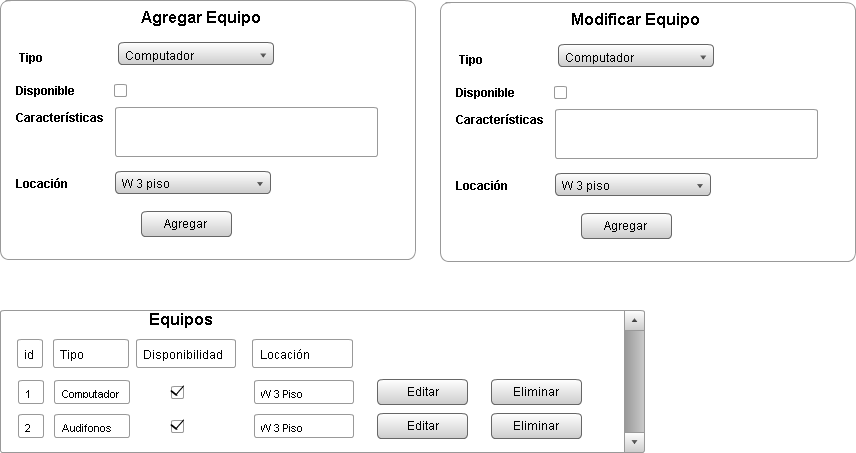 Agregar Equipo
Tipo
Computador
Disponible
Características
Locación
W 3 piso
Agregar
Modificar Equipo
Tipo
Computador
Disponible
Características
Locación
W 3 piso
Agregar
Equipos
id Tipo Disponibilidad Locación
1 Computador W 3 Piso Editar Eliminar
2 Audifonos W 3 Piso Editar Eliminar